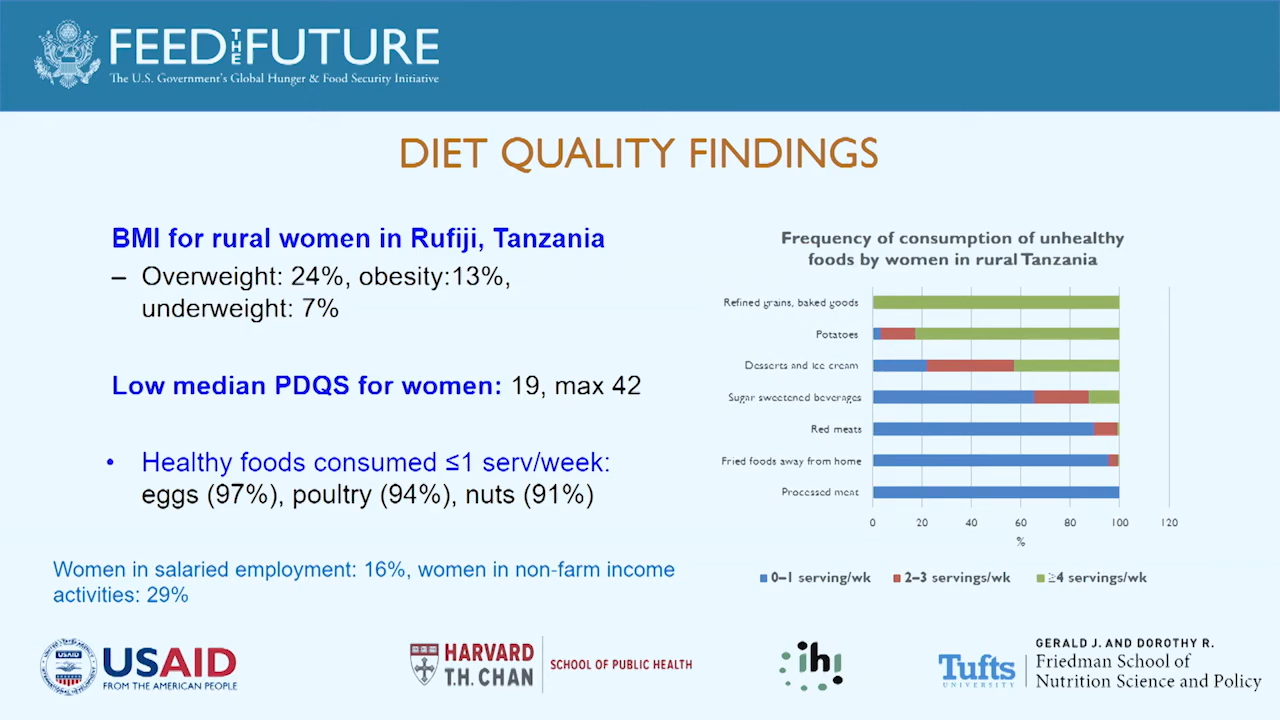 FEED THE FUTURE
The U.S. Government's Global Hunger & Food Security Initiative
DIET QUALITY FINDINGS
BMI for rural women in Rufiji, Tanzania
– Overweight: 24%, obesity:13%,
underweight: 7%
Low median PDQS for women: 19, max 42
• Healthy foods consumed ≤1 serv/week:
eggs (97%), poultry (94%), nuts (91%)
Women in salaried employment: 16%, women in non-farm income
activities: 29%
Frequency of consumption of unhealthy
foods by women in rural Tanzania
Refined grains, baked goods
Potatoes
Desserts and ice cream
Sugar sweetened beverages
Red meats
Fried foods away from home
Processed meat
0 20 40 60 80 100 120
%
0–1 serving/wk 2–3 servings/wk ≥4 servings/wk
USAID
USAID
FROM THE AMERICAN PEOPLE
HARVARD
T.H. CHAN
SCHOOL OF PUBLIC HEALTH
ih!
Tufts
UNIVERSITY
GERALD J. AND DOROTHY R.
Friedman School of
Nutrition Science and Policy